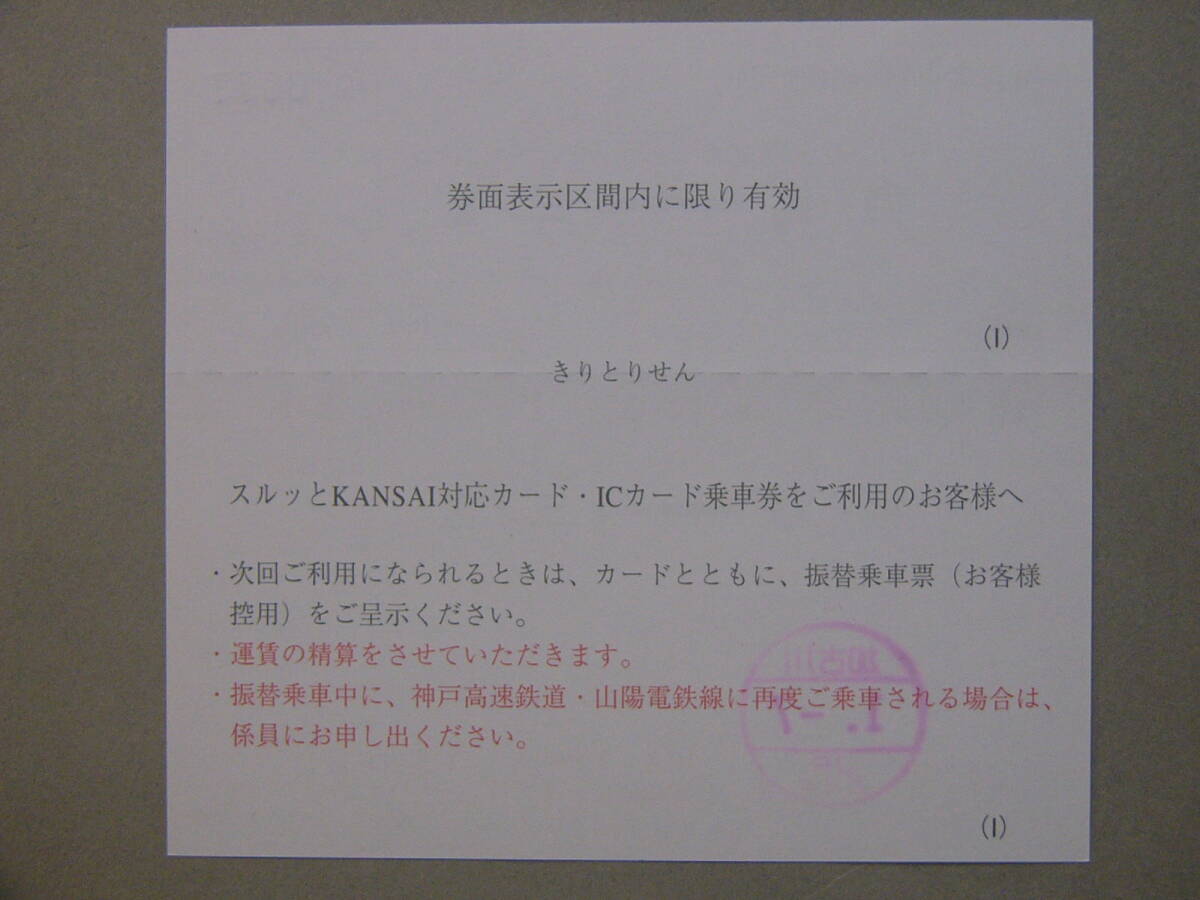 券面表示区間内に限り有効
(I)
きりとりせん
スルッとKANSAI対応カード・ICカード乗車券をご利用のお客様へ
・次回ご利用になられるときは、カードとともに、振替乗車票（お客様
控用）をご呈示ください。
・運賃の精算をさせていただきます。
・振替乗車中に、神戸高速鉄道・山陽電鉄線に再度ご乗車される場合は、
係員にお申し出ください。
加古川
(I)